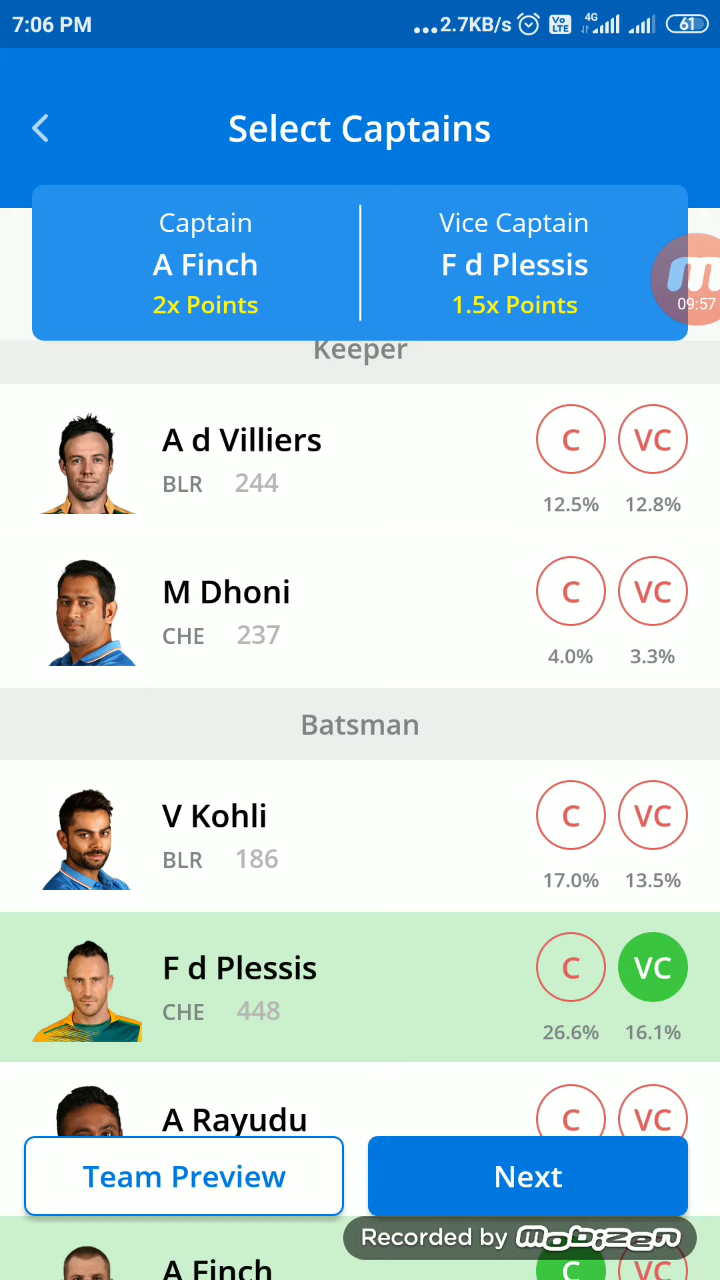 7:06 PM ...2.7KB/s Vo LTE 4G 61
Select Captains
Captain Vice Captain
A Finch F d Plessis
2x Points 1.5x Points
m
09:57
Keeper
A d Villiers C VC
BLR 244
12.5% 12.8%
M Dhoni C VC
CHE 237
4.0% 3.3%
Batsman
V Kohli C VC
BLR 186
17.0% 13.5%
F d Plessis C VC
CHE 448
26.6% 16.1%
A Rayudu C VC
Team Preview Next
Recorded by mobizen
A Finch C VC